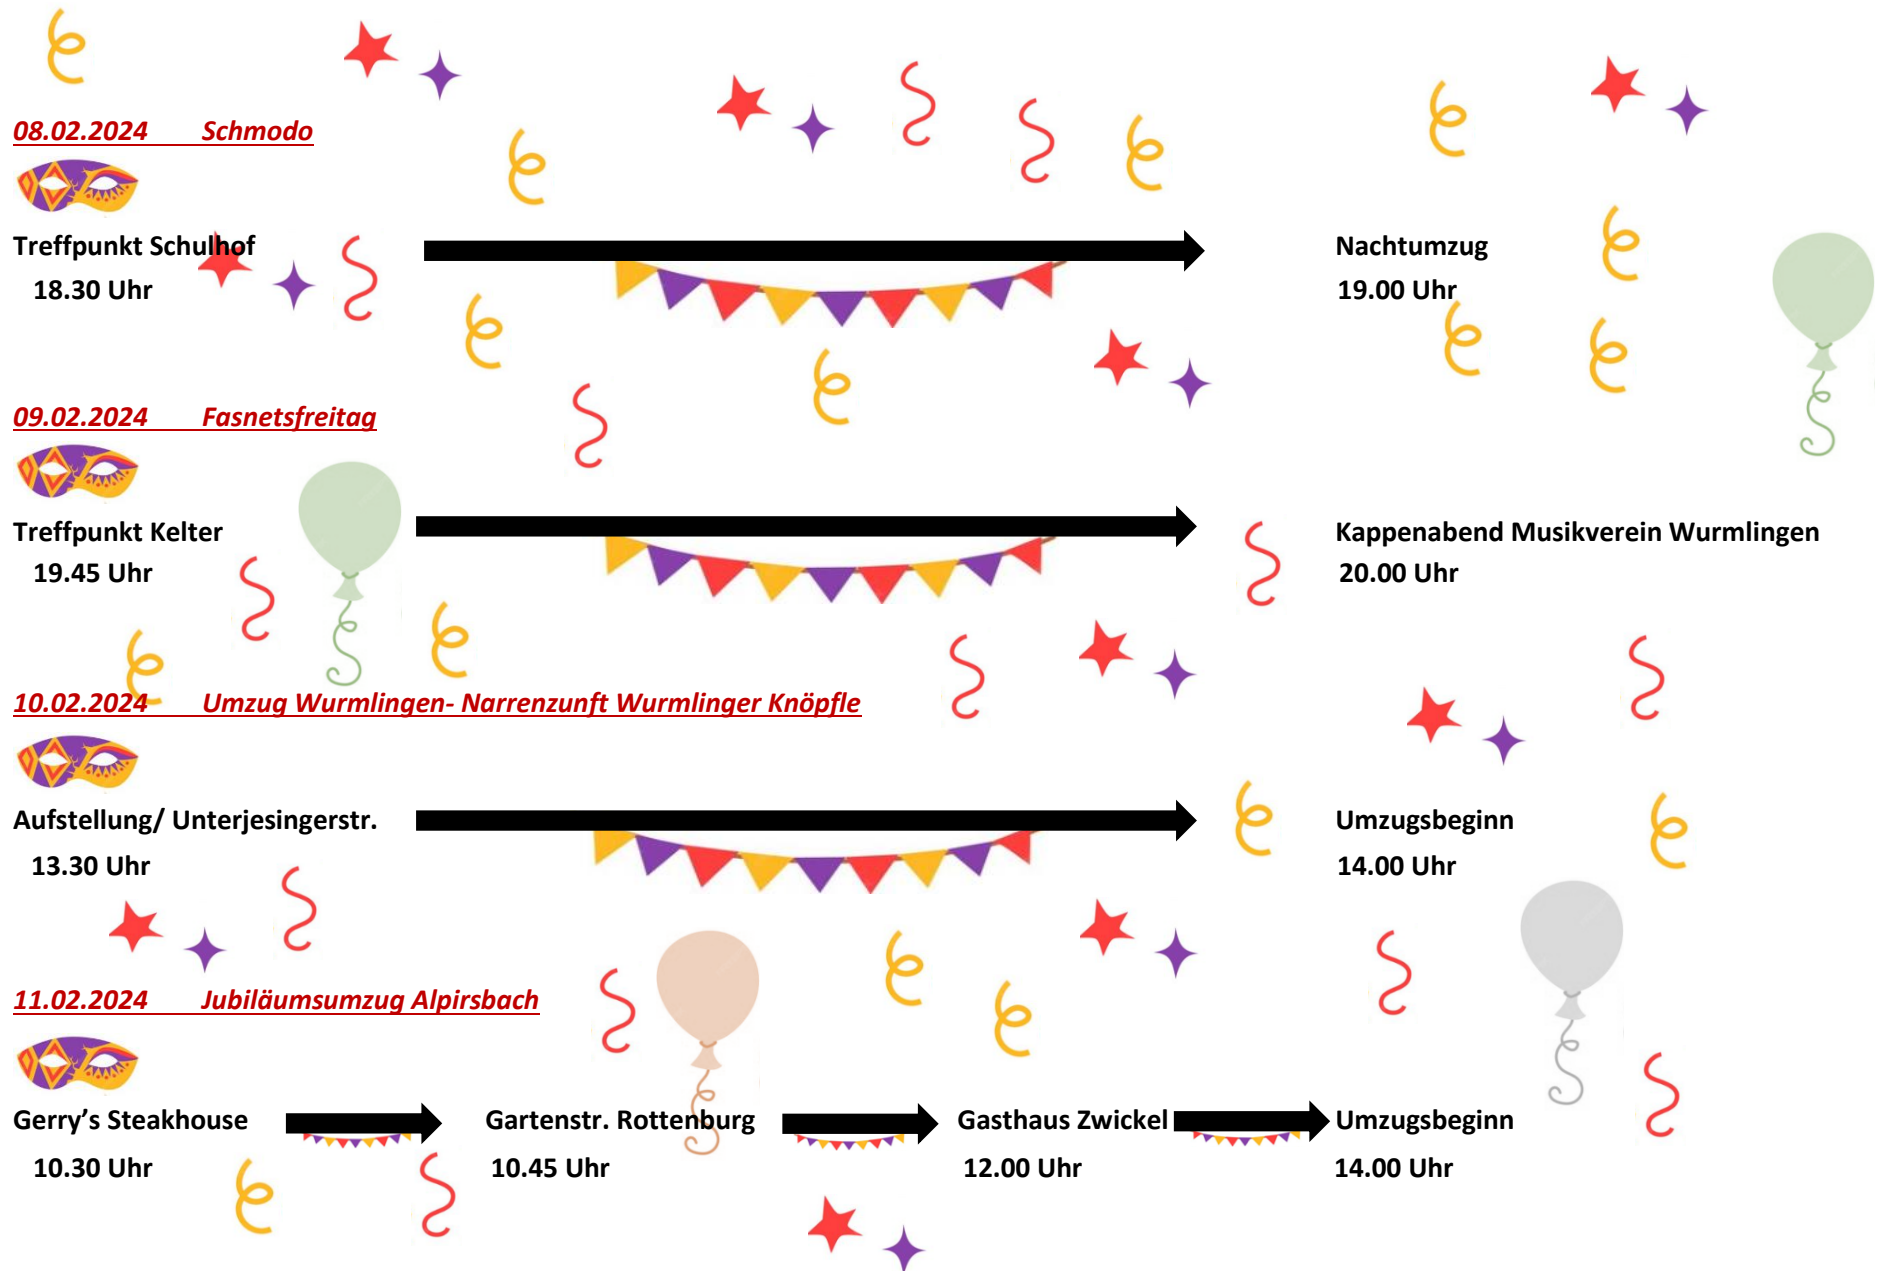 08.02.2024 Schmodo
Treffpunkt Schulhof Nachtumzug
18.30 Uhr 19.00 Uhr
09.02.2024 Fasnetsfreitag
Treffpunkt Kelter Kappenabend Musikverein Wurmlingen
19.45 Uhr 20.00 Uhr
10.02.2024 Umzug Wurmlingen- Narrenzunft Wurmlinger Knöpfle
Aufstellung/ Unterjesingerstr. Umzugsbeginn
13.30 Uhr 14.00 Uhr
11.02.2024 Jubiläumsumzug Alpirsbach
Gerry’s Steakhouse Gartenstr. Rottenburg Gasthaus Zwickel Umzugsbeginn
10.30 Uhr 10.45 Uhr 12.00 Uhr 14.00 Uhr